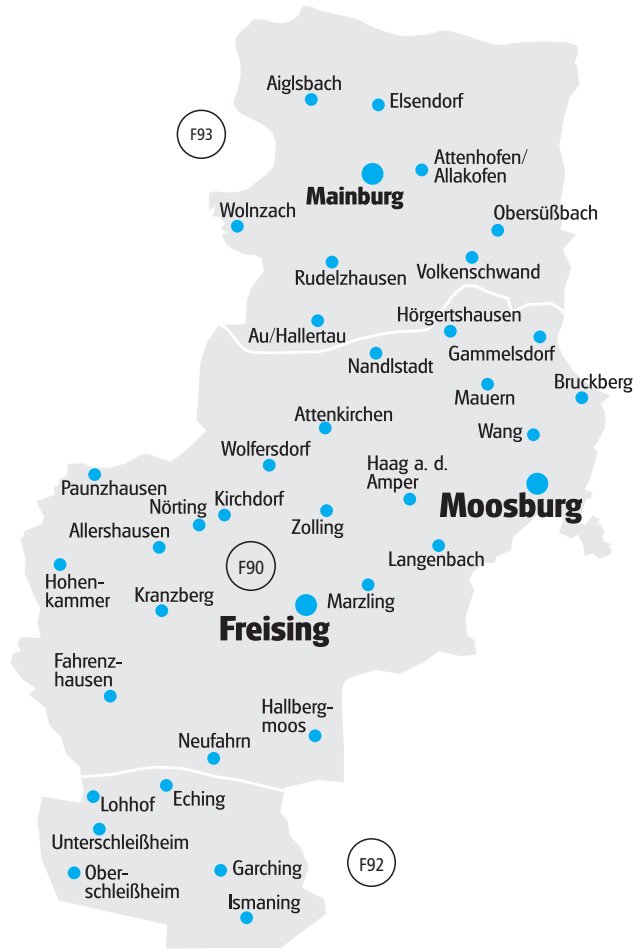 Aiglsbach
Elsendorf
F93
Attenhofen/
Allakofen
Mainburg
Wolnzach
Obersüßbach
Rudelzhausen
Volkenschwand
Hörgertshausen
Au/Hallertau
Nandlstadt
Gammelsdorf
Bruckberg
Mauern
Attenkirchen
Wang
Wolfersdorf
Haag a. d.
Amper
Paunzhausen
Nörting
Kirchdorf
Moosburg
Allershausen
Zolling
Langenbach
F90
Hohen-
kammer
Kranzberg
Marzling
Freising
Fahrenz-
hausen
Hallberg-
moos
Neufahrn
Lohhof
Eching
Unterschleißheim
F92
Ober-
schleißheim
Garching
Ismaning